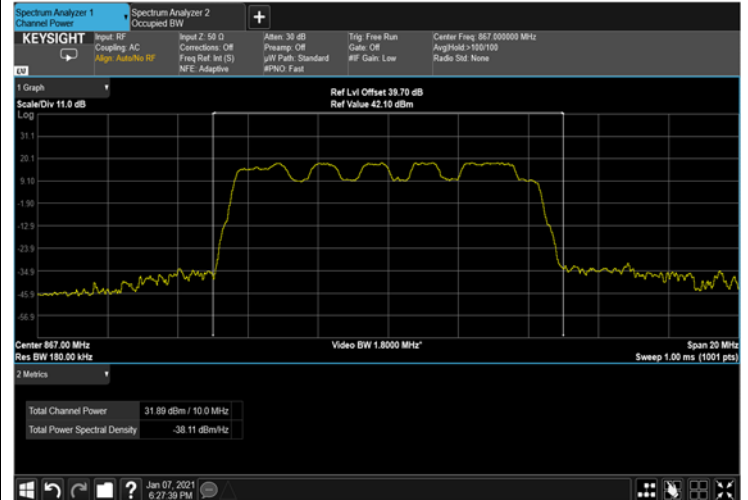 Spectrum Analyzer 1
Channel Power
Spectrum Analyzer 2
Occupied BW
+
KEYSIGHT
Input: RF
Coupling: AC
Align: Auto/No RF
Input Z: 50 Ω
Corrections: Off
Freq Ref: Int (S)
NFE: Adaptive
Atten: 30 dB
Preamp: Off
µW Path: Standard
#PNO: Fast
Trig: Free Run
Gate: Off
#IF Gain: Low
Center Freq: 867.000000 MHz
Avg|Hold:>100/100
Radio Std: None
LXI
1 Graph
Scale/Div 11.0 dB
Ref Lvl Offset 39.70 dB
Ref Value 42.10 dBm
Log
31.1
20.1
9.10
-1.90
-12.9
-23.9
-34.9
-45.9
-56.9
Center 867.00 MHz
Res BW 180.00 kHz
Video BW 1.8000 MHz*
Span 20 MHz
Sweep 1.00 ms (1001 pts)
2 Metrics
Total Channel Power 31.89 dBm / 10.0 MHz
Total Power Spectral Density -38.11 dBm/Hz
?
Jan 07, 2021
6:27:39 PM